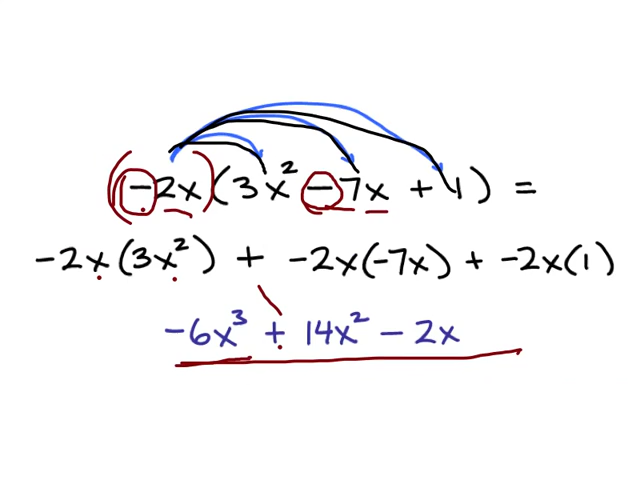 (-2x)(3x² -7x + 1) =
-2x(3x²) + -2x(-7x) + -2x(1)
-6x³ + 14x² - 2x